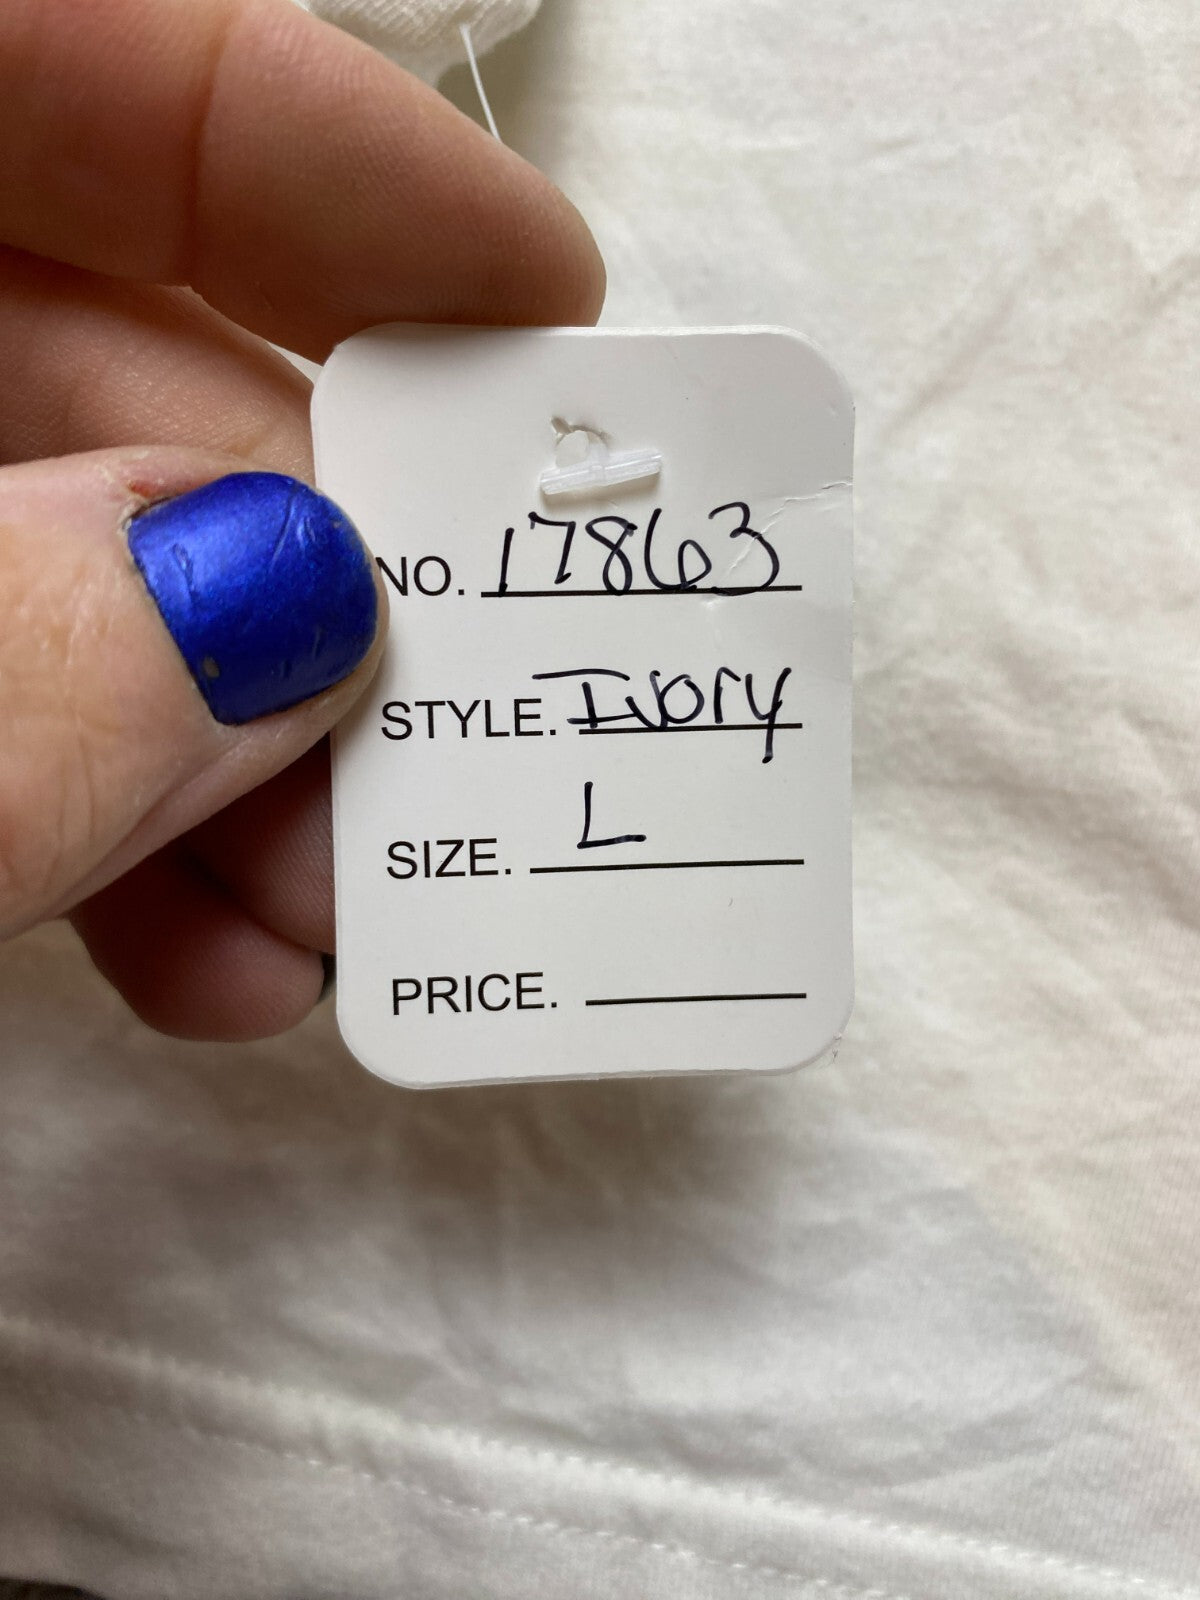 NO. 17863
STYLE. Ivory
SIZE. L
PRICE.